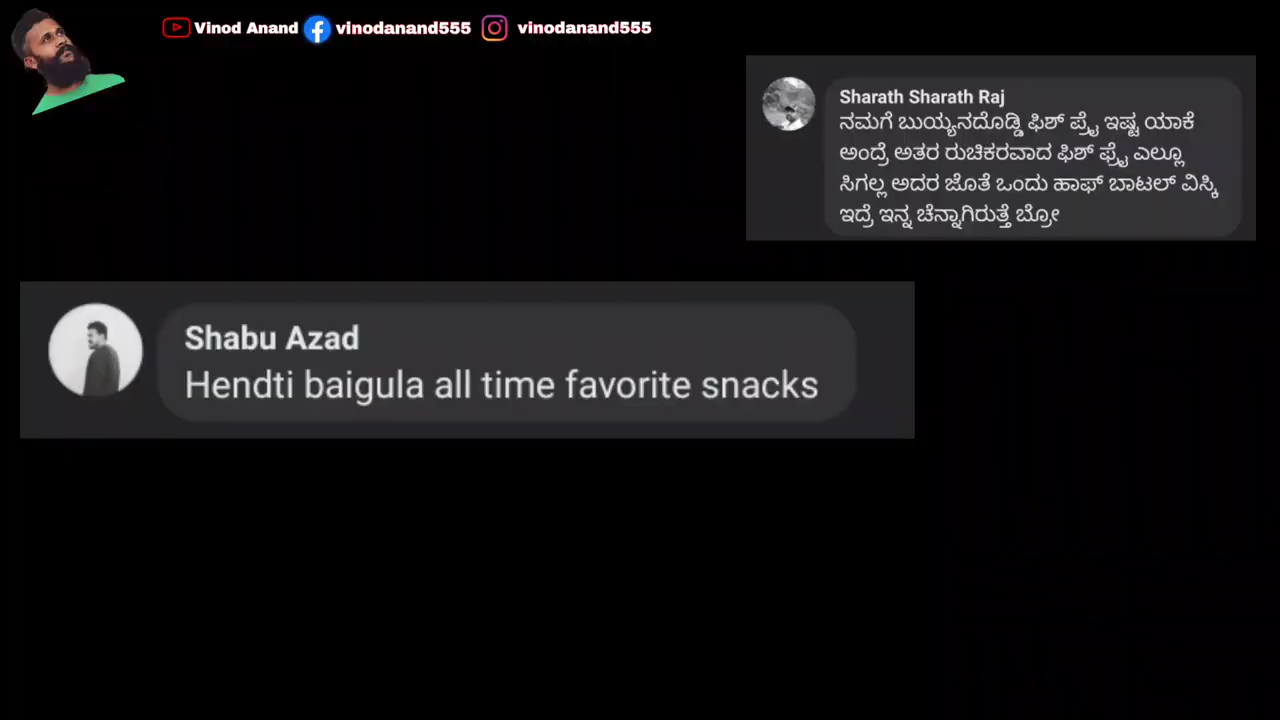 Vinod Anand vinodanand555 vinodanand555
Sharath Sharath Raj
ನಮಗೆ ಬುಯ್ಯನದೊಡ್ಡಿ ಫಿಶ್ ಪ್ರೈ ಇಷ್ಟ ಯಾಕೆ
ಅಂದ್ರೆ ಅತರ ರುಚಿಕರವಾದ ಫಿಶ್ ಫ್ರೈ ಎಲ್ಲೂ
ಸಿಗಲ್ಲ ಅದರ ಜೊತೆ ಒಂದು ಹಾಫ್ ಬಾಟಲ್ ವಿಸ್ಕಿ
ಇದ್ರೆ ಇನ್ನ ಚೆನ್ನಾಗಿರುತ್ತೆ ಬ್ರೋ
Shabu Azad
Hendti baigula all time favorite snacks